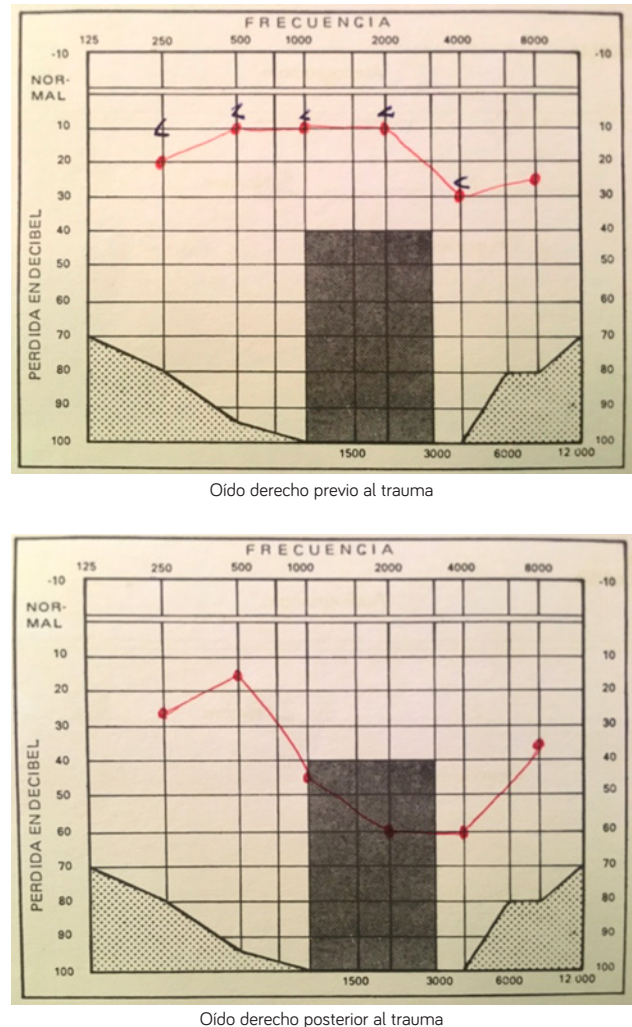 FRECUENCIA
125 250 500 1000 2000 4000 8000
-10 -10
NOR-
MAL
10 10
20 20
30 30
40 40
50 50
60 60
70 70
80 80
90 90
100 100
PERDIDA EN DECIBEL
1500 3000 6000 12 000
Oído derecho previo al trauma
FRECUENCIA
125 250 500 1000 2000 4000 8000
-10 -10
NOR-
MAL
10 10
20 20
30 30
40 40
50 50
60 60
70 70
80 80
90 90
100 100
PERDIDA EN DECIBEL
1500 3000 6000 12 000
Oído derecho posterior al trauma